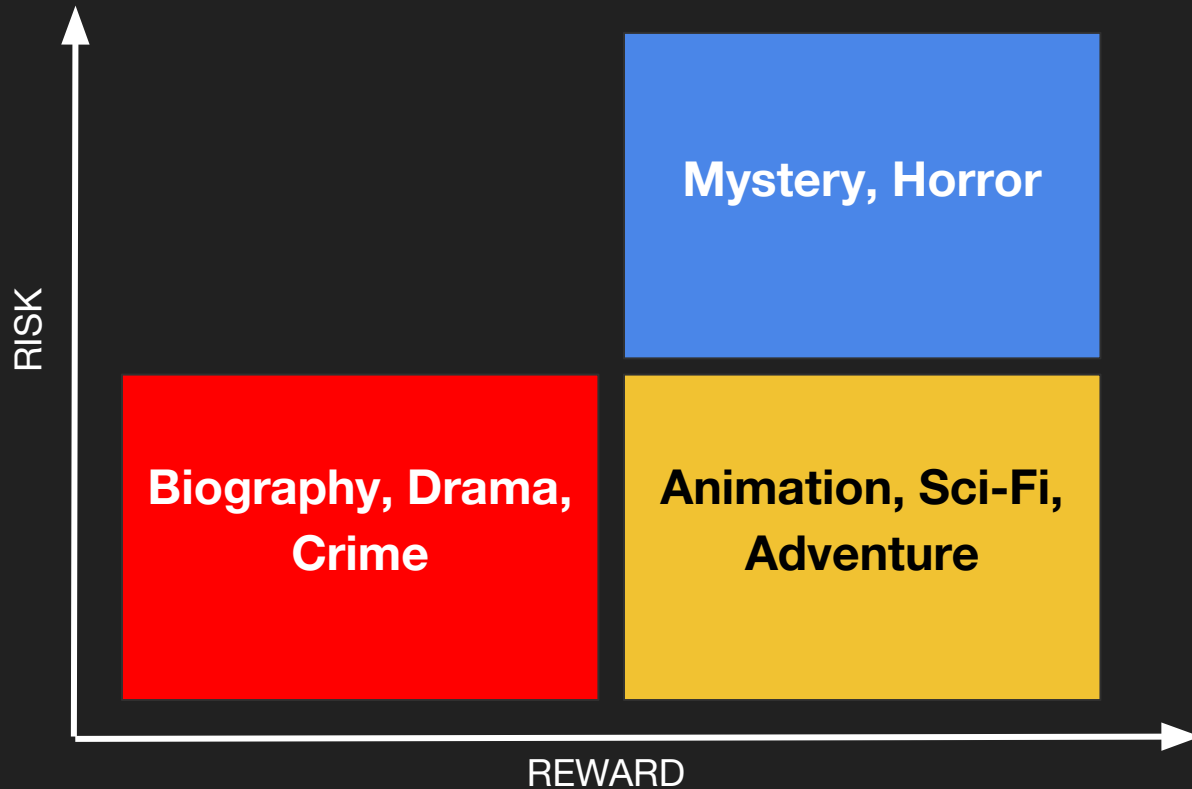 Mystery, Horror
RISK
Biography, Drama,
Crime
Animation, Sci-Fi,
Adventure
REWARD